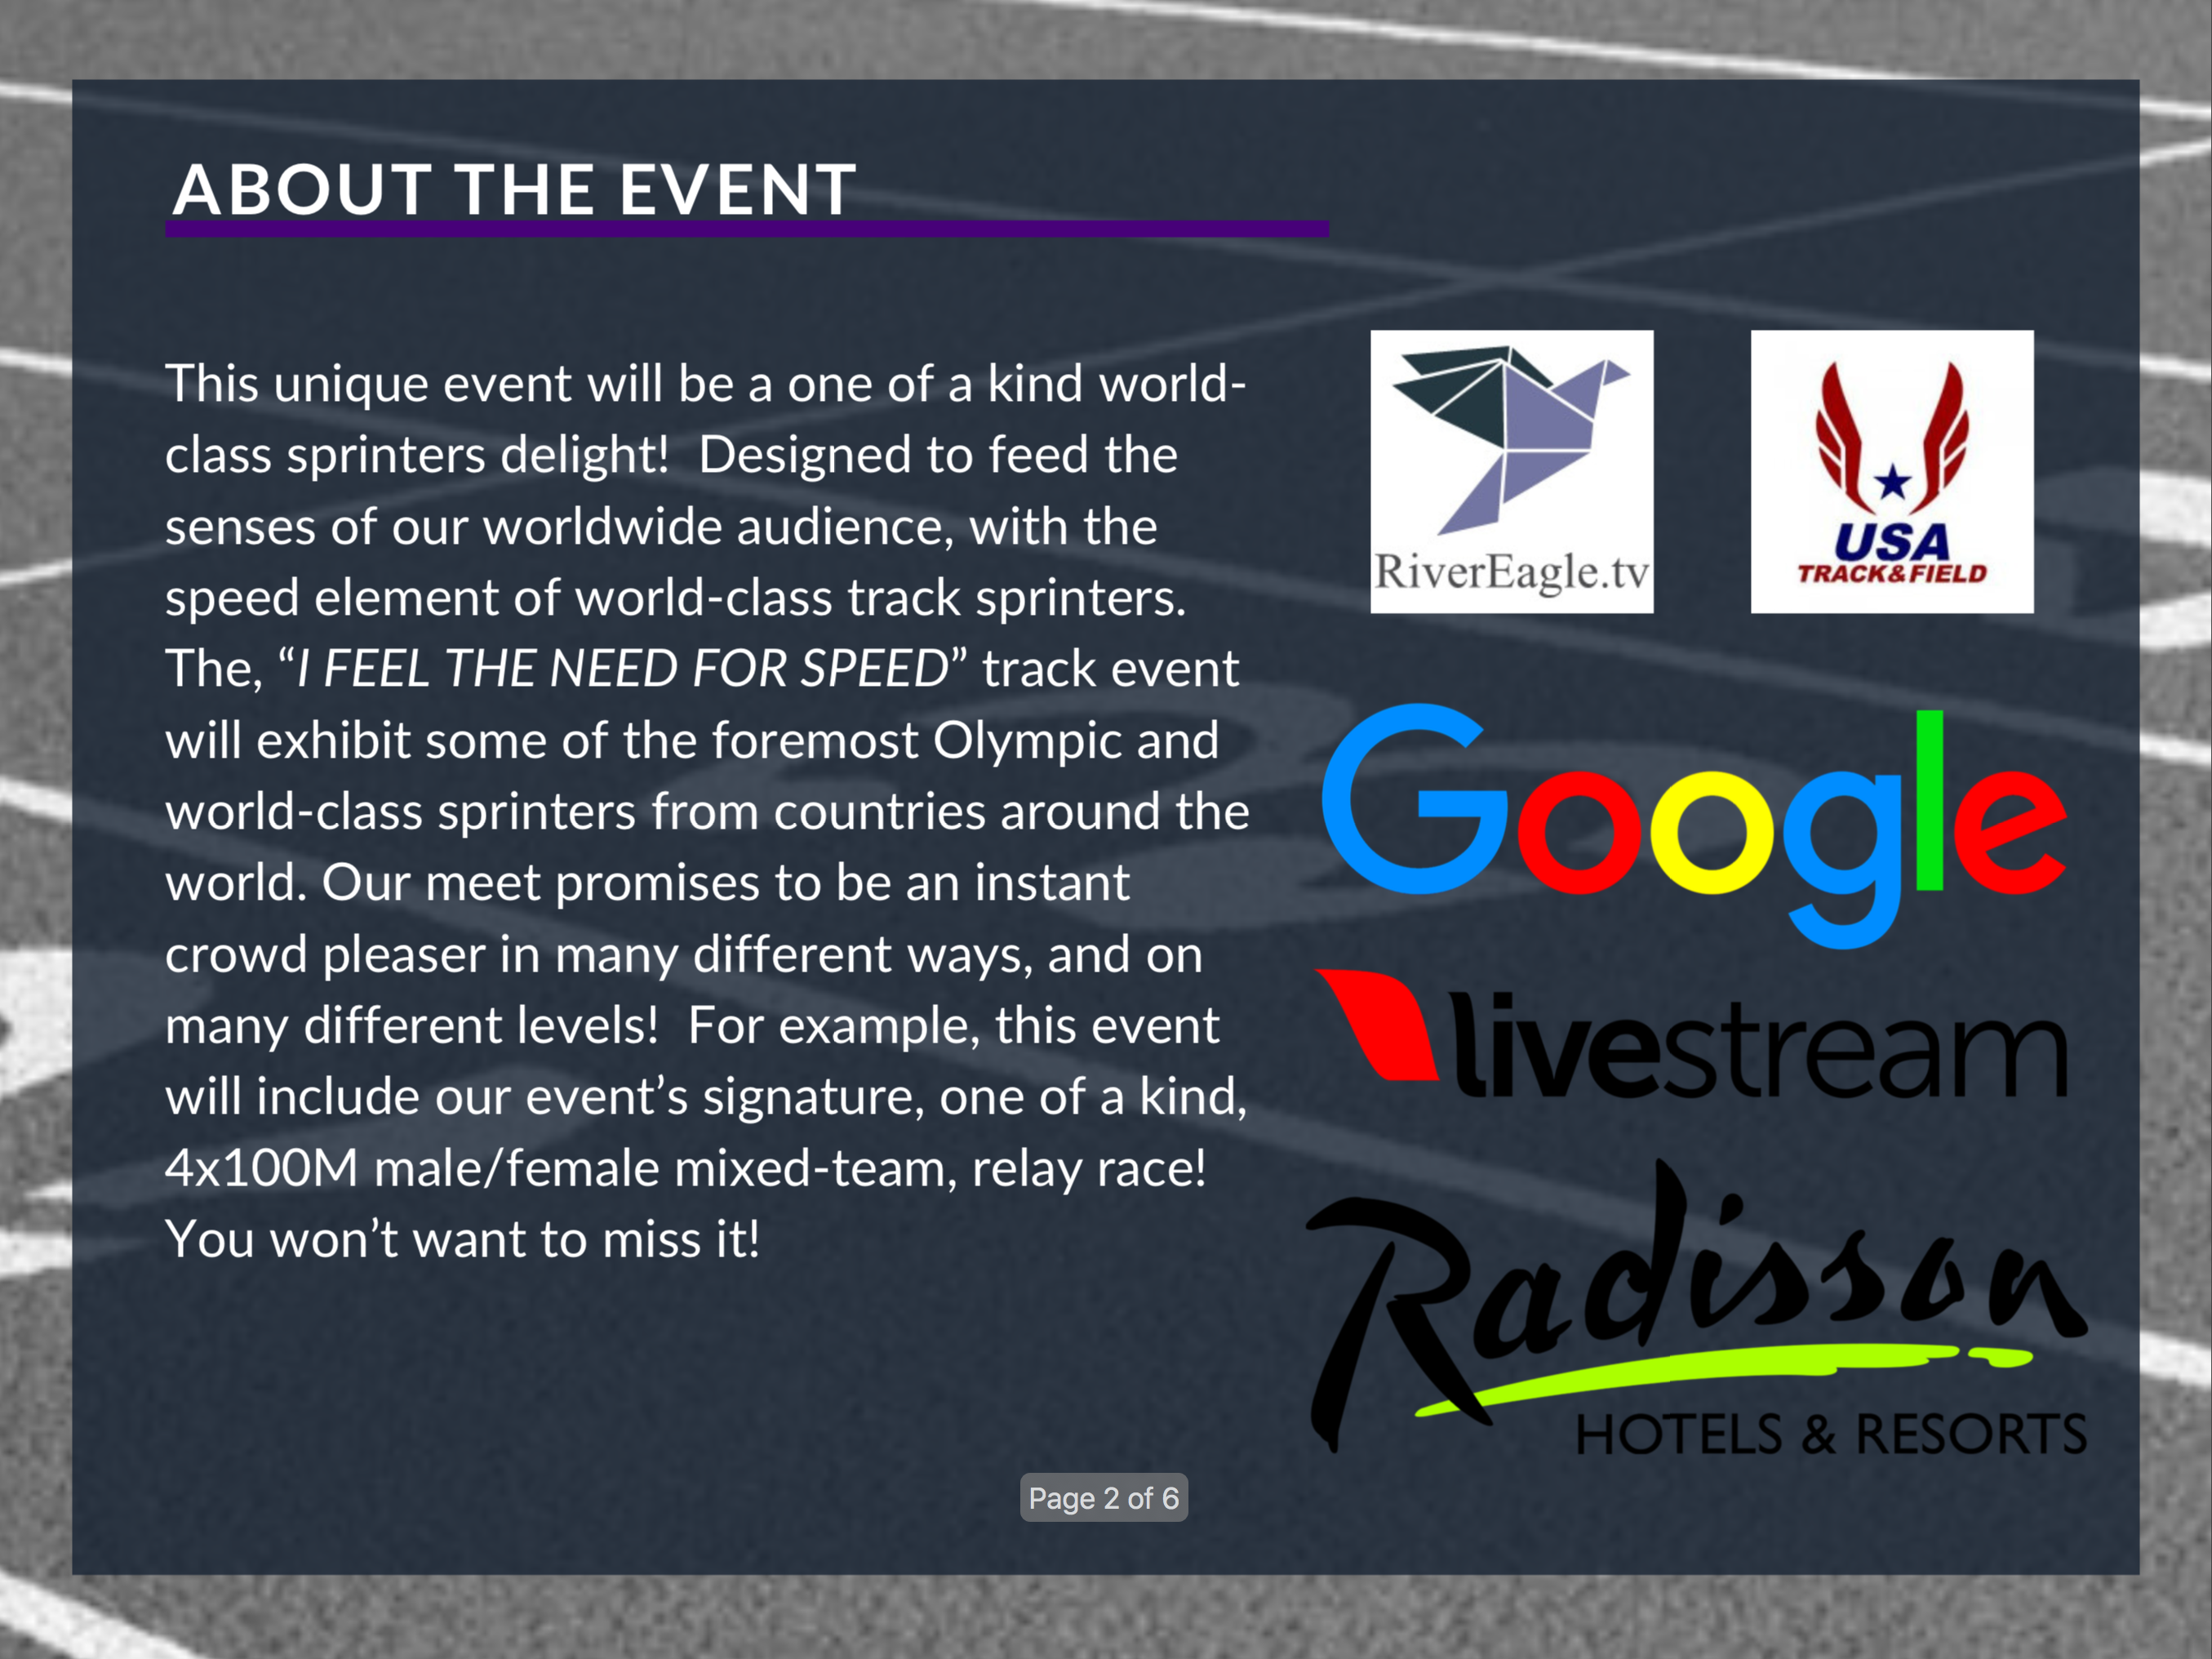 ABOUT THE EVENT
This unique event will be a one of a kind world-
class sprinters delight!  Designed to feed the
senses of our worldwide audience, with the
speed element of world-class track sprinters.
The, “I FEEL THE NEED FOR SPEED” track event
will exhibit some of the foremost Olympic and
world-class sprinters from countries around the
world. Our meet promises to be an instant
crowd pleaser in many different ways, and on
many different levels!  For example, this event
will include our event’s signature, one of a kind,
4x100M male/female mixed-team, relay race!
You won’t want to miss it!
RiverEagle.tv
USA
TRACK&FIELD
Google
livestream
Radisson
HOTELS & RESORTS
Page 2 of 6